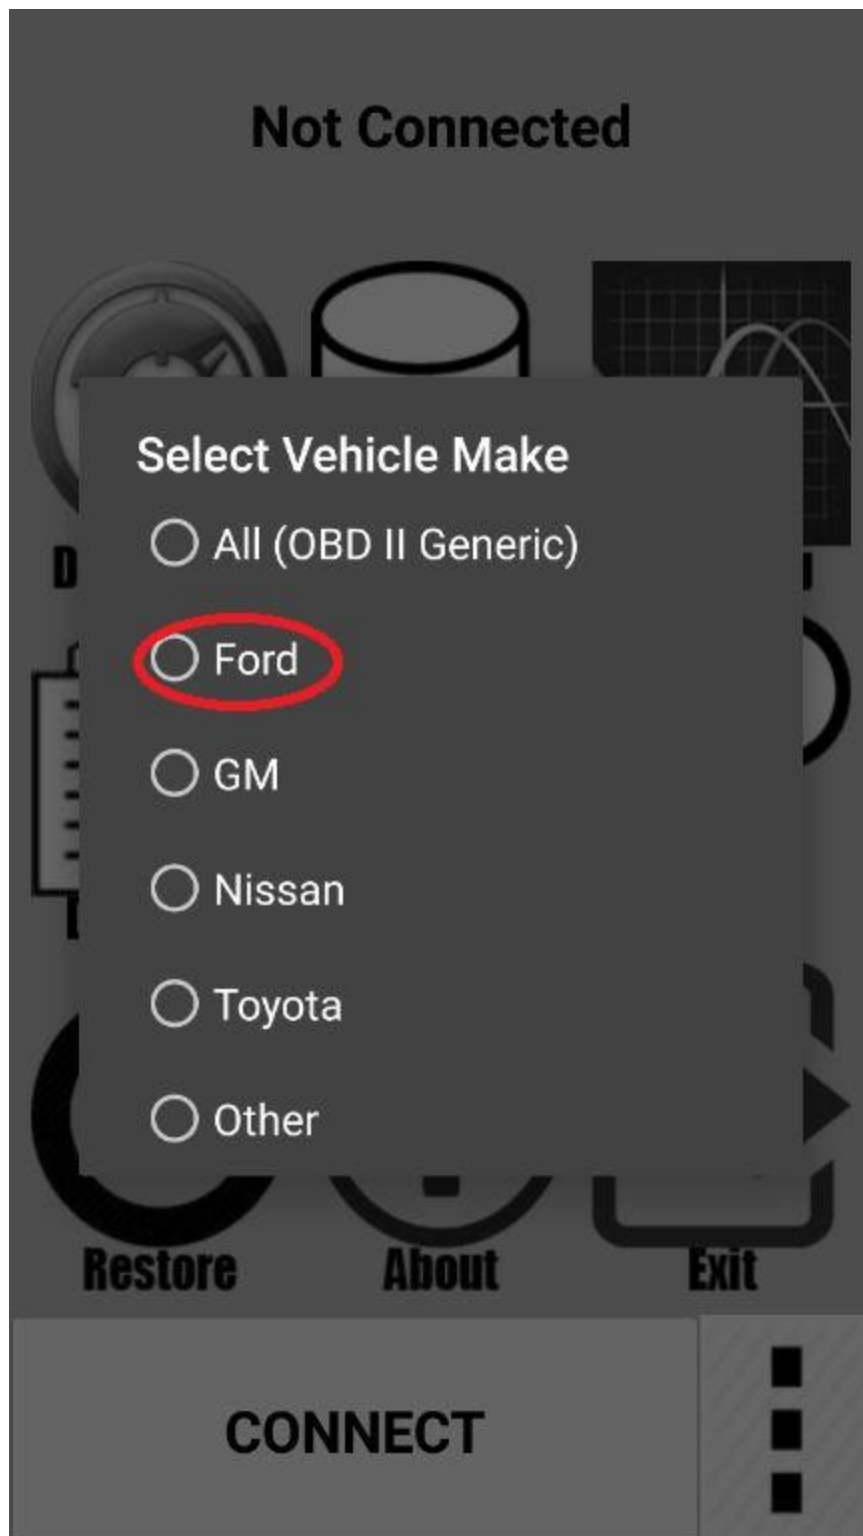 Not Connected
Select Vehicle Make
All (OBD II Generic)
Ford
GM
Nissan
Toyota
Other
Restore
About
Exit
CONNECT